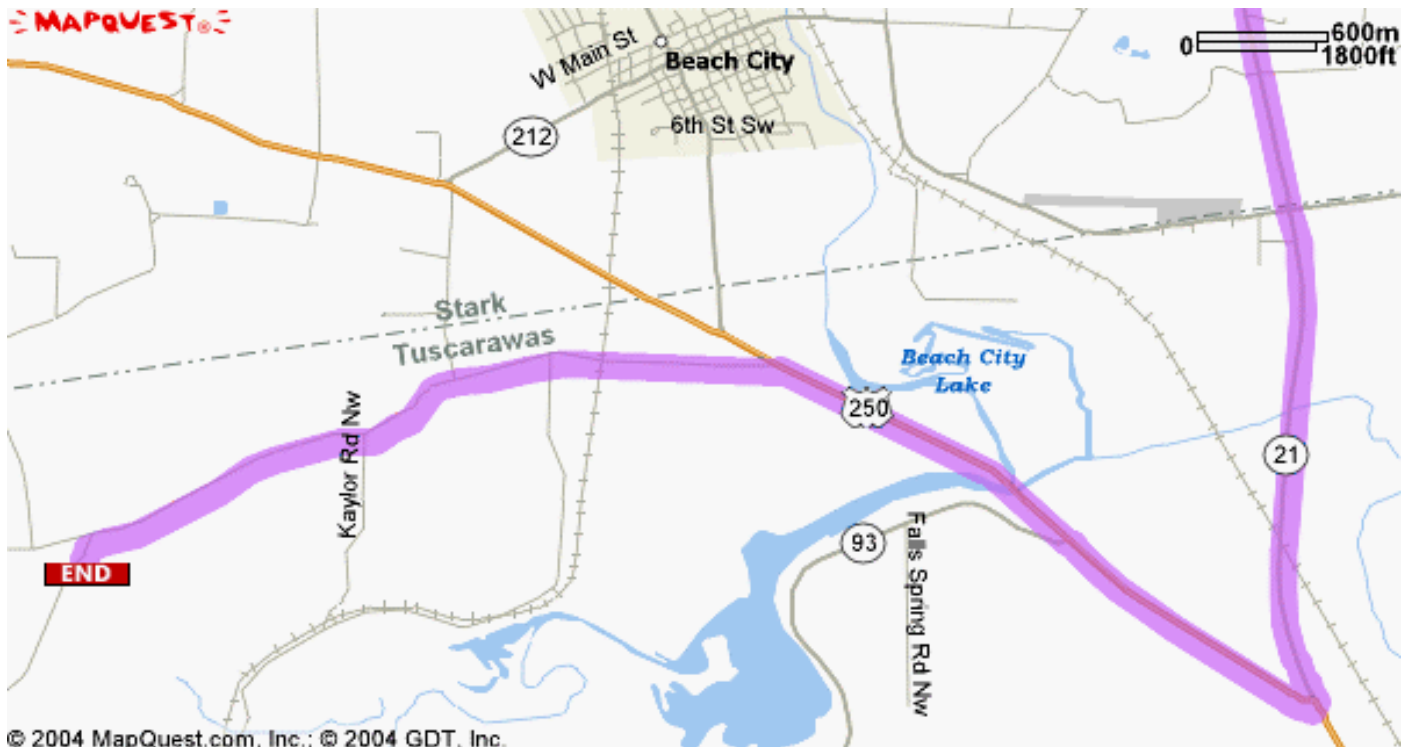 MAPQUEST®
0 600m
1800ft
W Main St
Beach City
6th St Sw
212
Stark
Tuscarawas
Beach City
Lake
250
21
Kaylor Rd Nw
93
Falls Spring Rd Nw
END
© 2004 MapQuest.com, Inc.; © 2004 GDT, Inc.